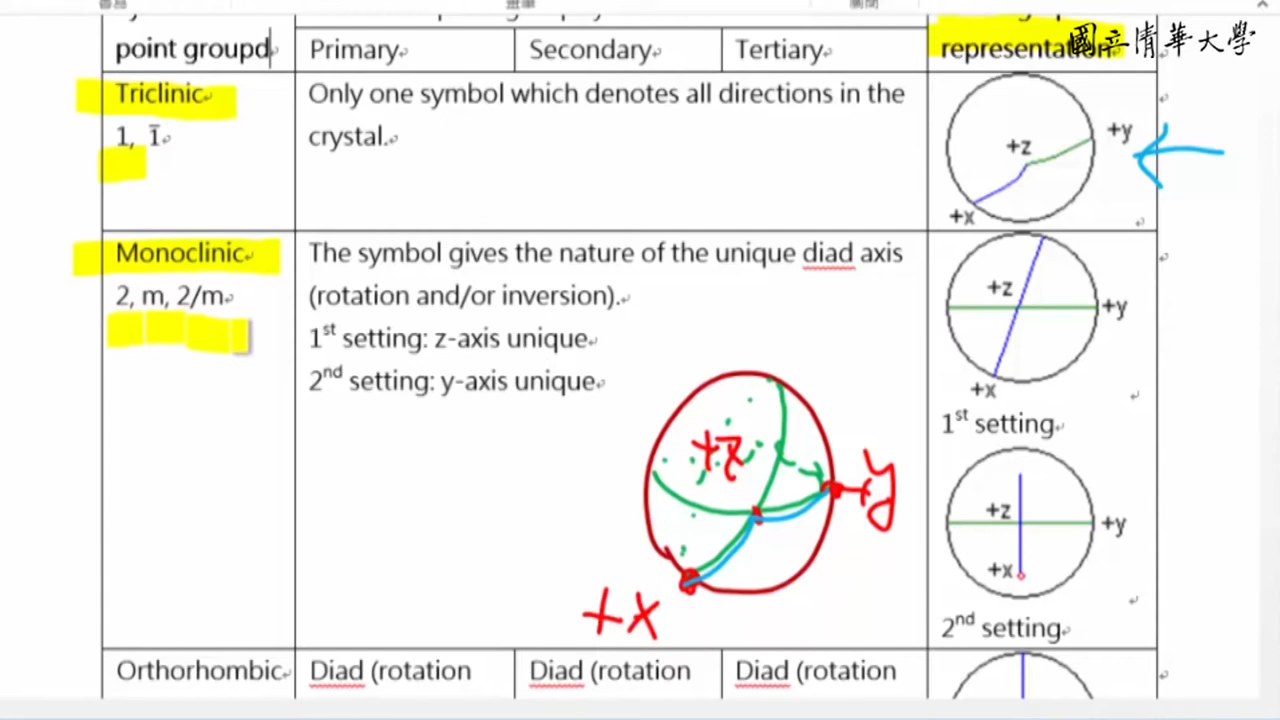 point groupd
Primary
Secondary
Tertiary
representation
國立清華大學
Triclinic
1, 1̄
Only one symbol which denotes all directions in the
crystal.
+z
+y
+x
Monoclinic
2, m, 2/m
The symbol gives the nature of the unique diad axis
(rotation and/or inversion).
1st setting: z-axis unique
2nd setting: y-axis unique
+z
+y
+x
1st setting
+z
+y
+x
+z
+y
+x
2nd setting
Orthorhombic
Diad (rotation
Diad (rotation
Diad (rotation